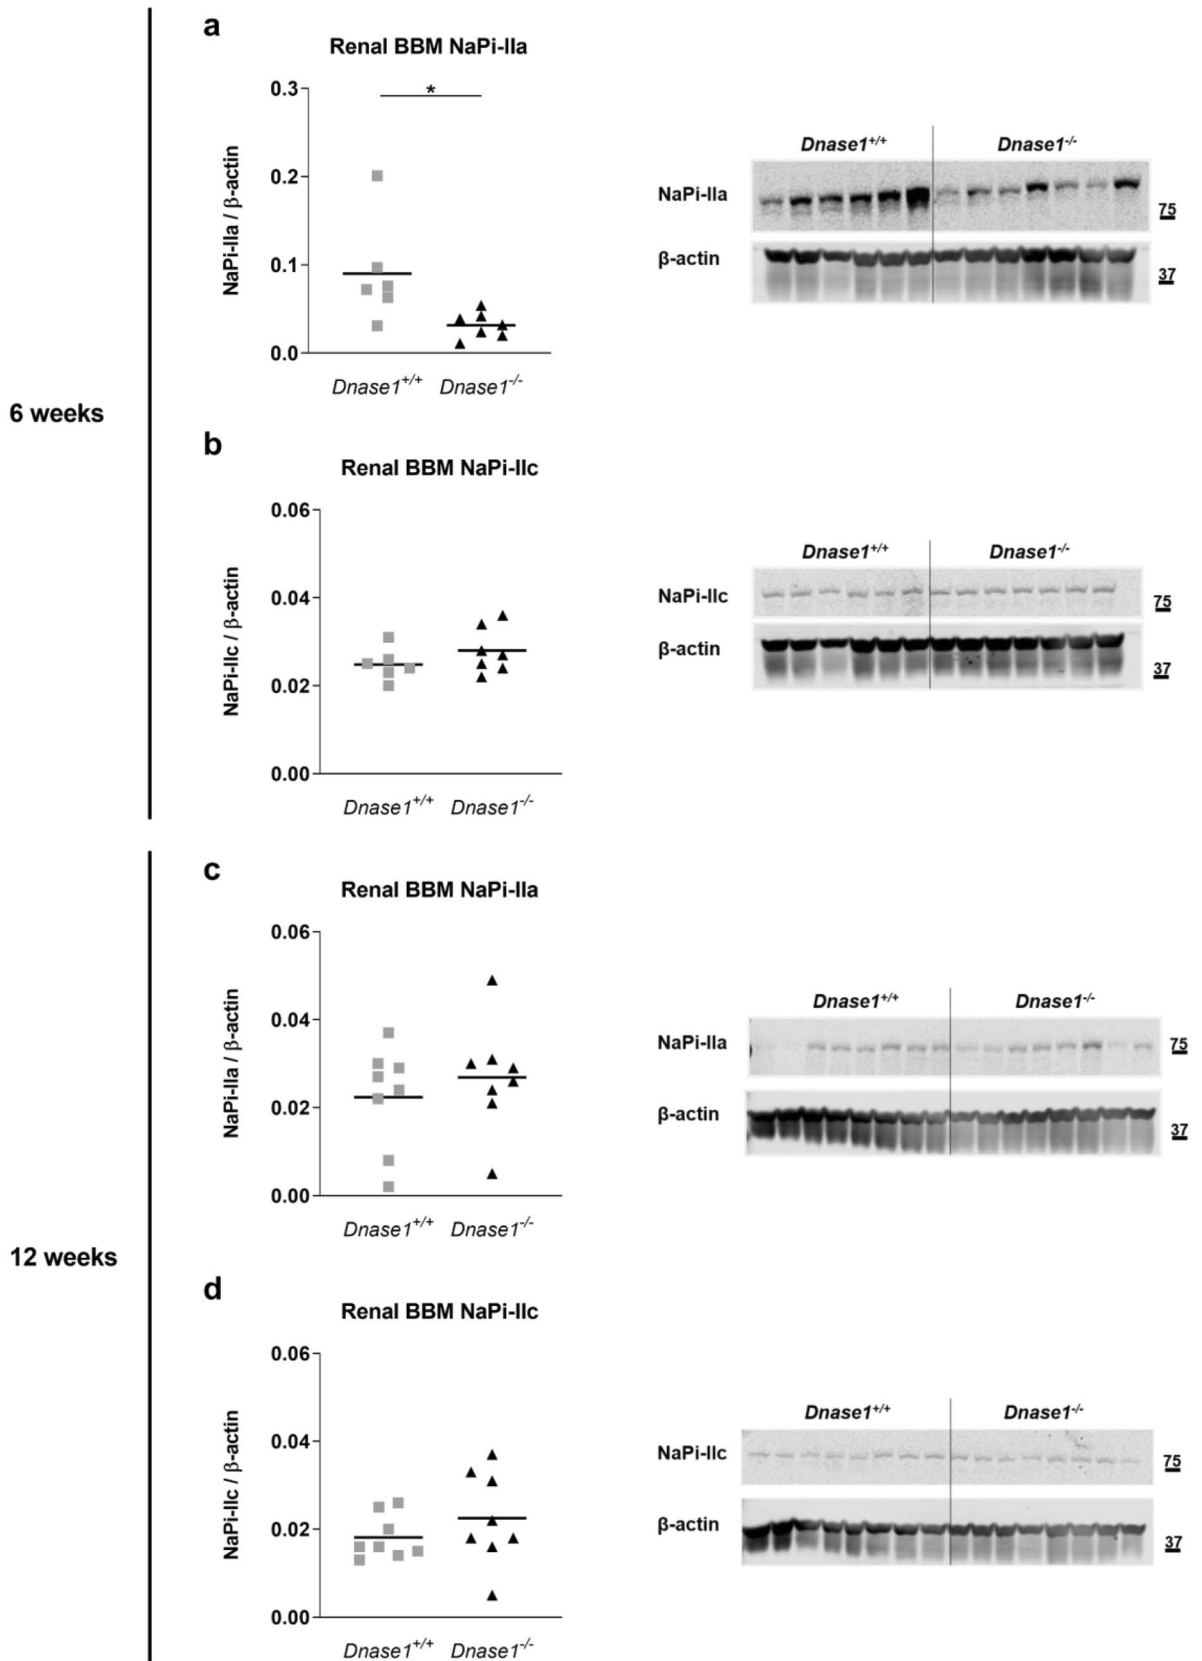 6 weeks
a
Renal BBM NaPi-IIa
NaPi-IIa / β-actin
0.3
0.2
0.1
0.0
*
Dnase1+/+ Dnase1-/-
Dnase1+/+ Dnase1-/-
NaPi-IIa
75
β-actin
37
b
Renal BBM NaPi-IIc
NaPi-IIc / β-actin
0.06
0.04
0.02
0.00
Dnase1+/+ Dnase1-/-
Dnase1+/+ Dnase1-/-
NaPi-IIc
75
β-actin
37
12 weeks
c
Renal BBM NaPi-IIa
NaPi-IIa / β-actin
0.06
0.04
0.02
0.00
Dnase1+/+ Dnase1-/-
Dnase1+/+ Dnase1-/-
NaPi-IIa
75
β-actin
37
d
Renal BBM NaPi-IIc
NaPi-IIc / β-actin
0.06
0.04
0.02
0.00
Dnase1+/+ Dnase1-/-
Dnase1+/+ Dnase1-/-
NaPi-IIc
75
β-actin
37